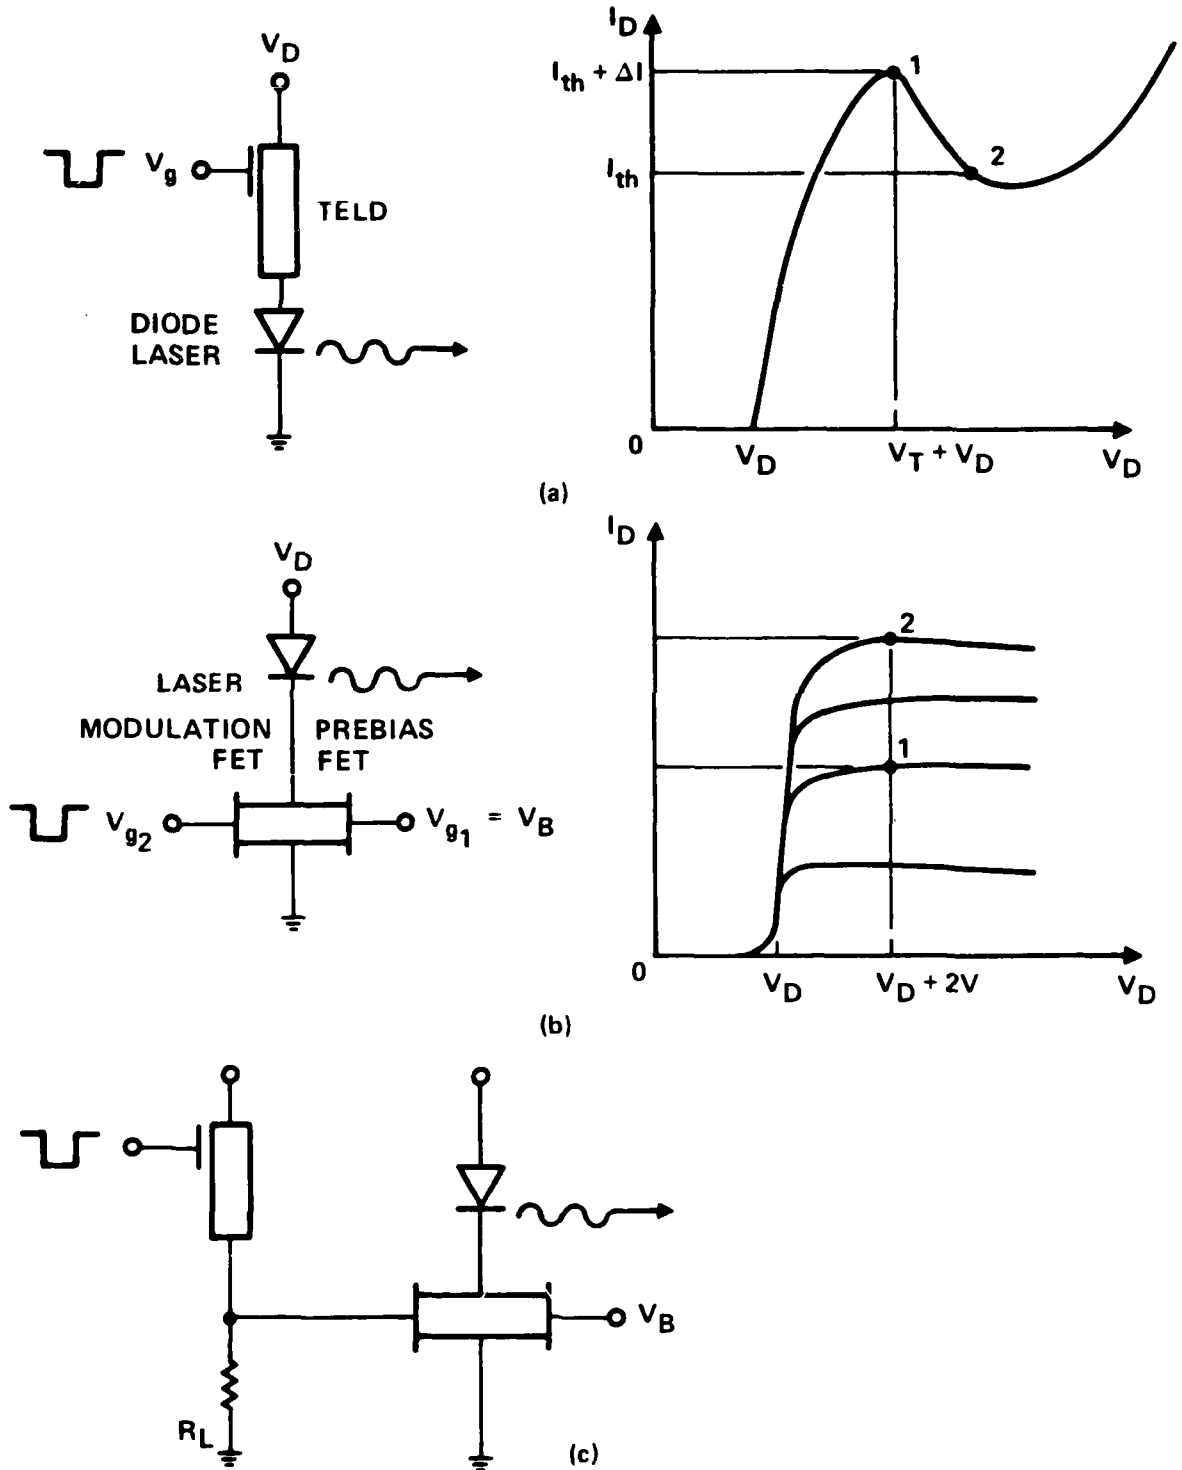 V_D
V_g
TELD
DIODE
LASER
I_D
I_th + ΔI
1
I_th
2
0
V_D
V_T + V_D
V_D
(a)
V_D
LASER
MODULATION
FET
PREBIAS
FET
V_g2
V_g1 = V_B
I_D
2
1
0
V_D
V_D + 2V
V_D
(b)
V_B
R_L
(c)